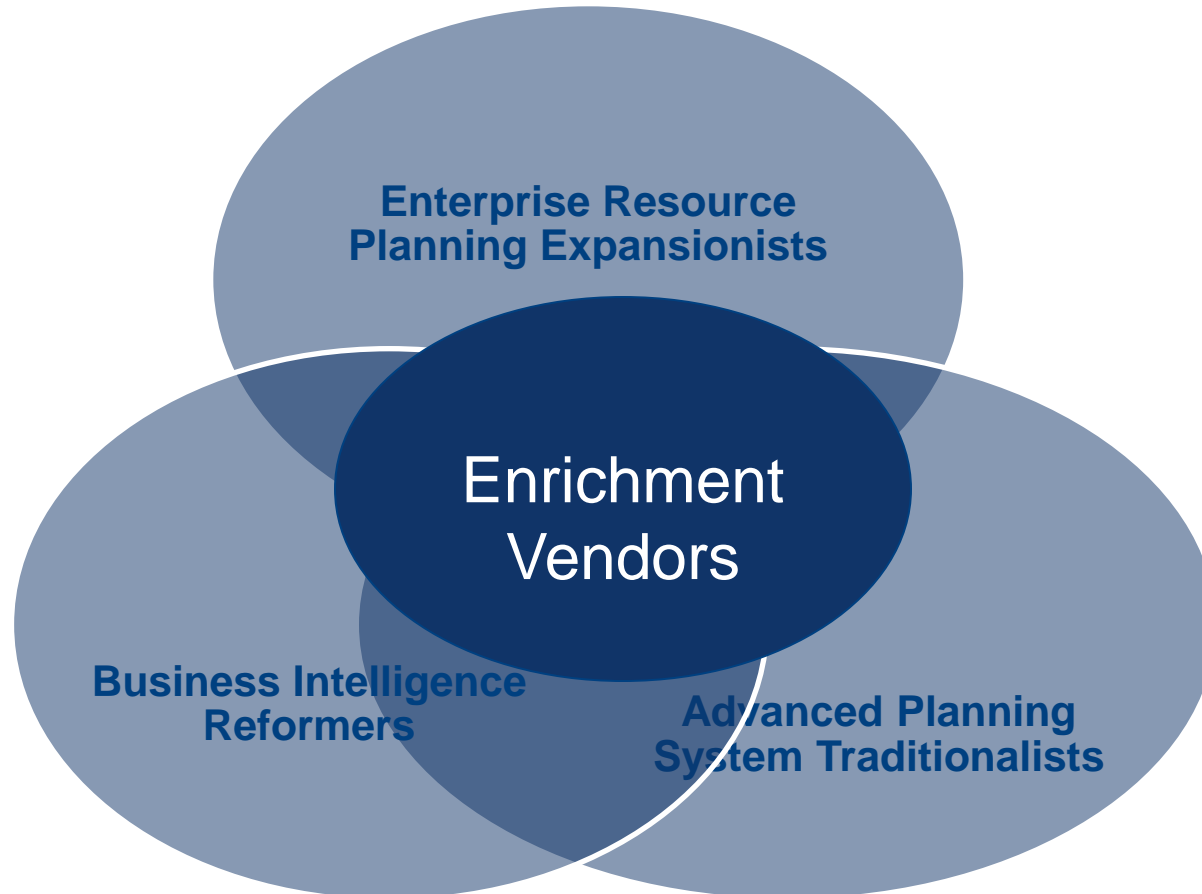 Enterprise Resource
Planning Expansionists
Enrichment
Vendors
Business Intelligence
Reformers
Advanced Planning
System Traditionalists